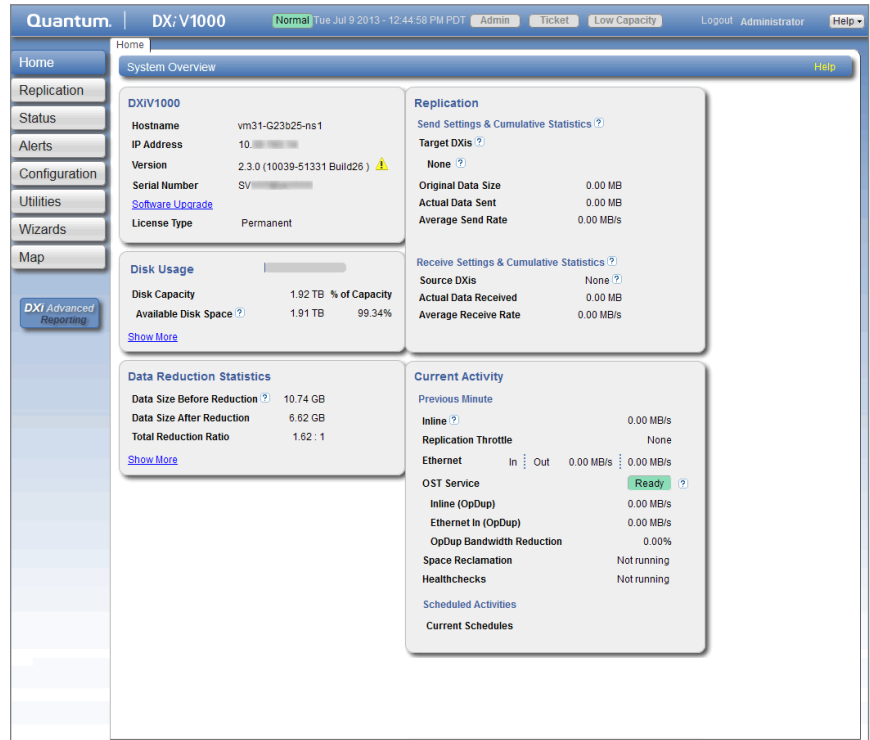 Quantum. DXi V1000 Normal Tue Jul 9 2013 - 12:44:58 PM PDT Admin Ticket Low Capacity Logout Administrator Help
Home
System Overview Help
Home
Replication
Status
Alerts
Configuration
Utilities
Wizards
Map
DXi Advanced
Reporting
DXiV1000
Hostname vm31-G23b25-ns1
IP Address 10.
Version 2.3.0 (10039-51331 Build26 )
Serial Number SV
Software Upgrade
License Type Permanent
Disk Usage
Disk Capacity 1.92 TB % of Capacity
Available Disk Space ? 1.91 TB 99.34%
Show More
Data Reduction Statistics
Data Size Before Reduction ? 10.74 GB
Data Size After Reduction 6.62 GB
Total Reduction Ratio 1.62 : 1
Show More
Replication
Send Settings & Cumulative Statistics ?
Target DXis ?
None ?
Original Data Size 0.00 MB
Actual Data Sent 0.00 MB
Average Send Rate 0.00 MB/s
Receive Settings & Cumulative Statistics ?
Source DXis None ?
Actual Data Received 0.00 MB
Average Receive Rate 0.00 MB/s
Current Activity
Previous Minute
Inline ? 0.00 MB/s
Replication Throttle None
Ethernet In Out 0.00 MB/s 0.00 MB/s
OST Service Ready ?
Inline (OpDup) 0.00 MB/s
Ethernet In (OpDup) 0.00 MB/s
OpDup Bandwidth Reduction 0.00%
Space Reclamation Not running
Healthchecks Not running
Scheduled Activities
Current Schedules